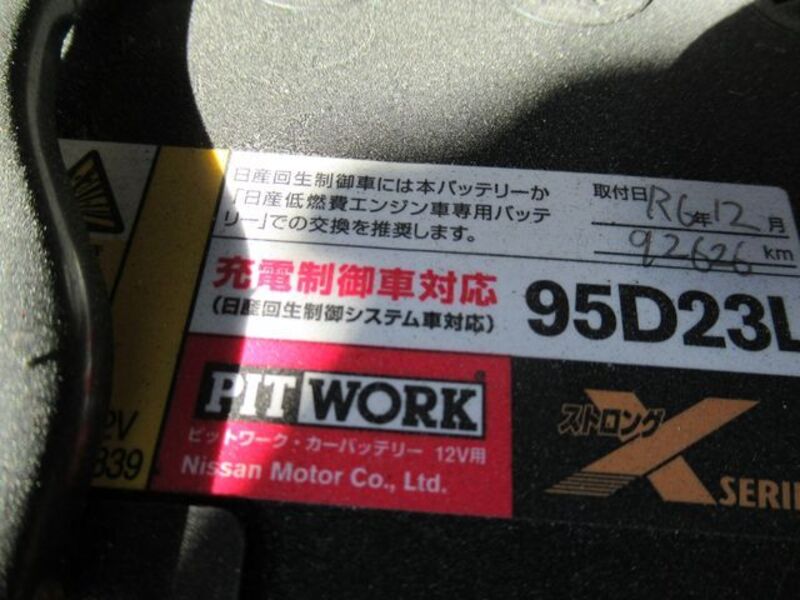 日産回生制御車には本バッテリーか
「日産低燃費エンジン車専用バッテ
リー」での交換を推奨します。
取付日 R6年12月
92626 km
充電制御車対応
(日産回生制御システム車対応)
95D23L
PIT WORK
ピットワーク・カーバッテリー 12V用
Nissan Motor Co., Ltd.
ストロング
X
SERI
2V
839